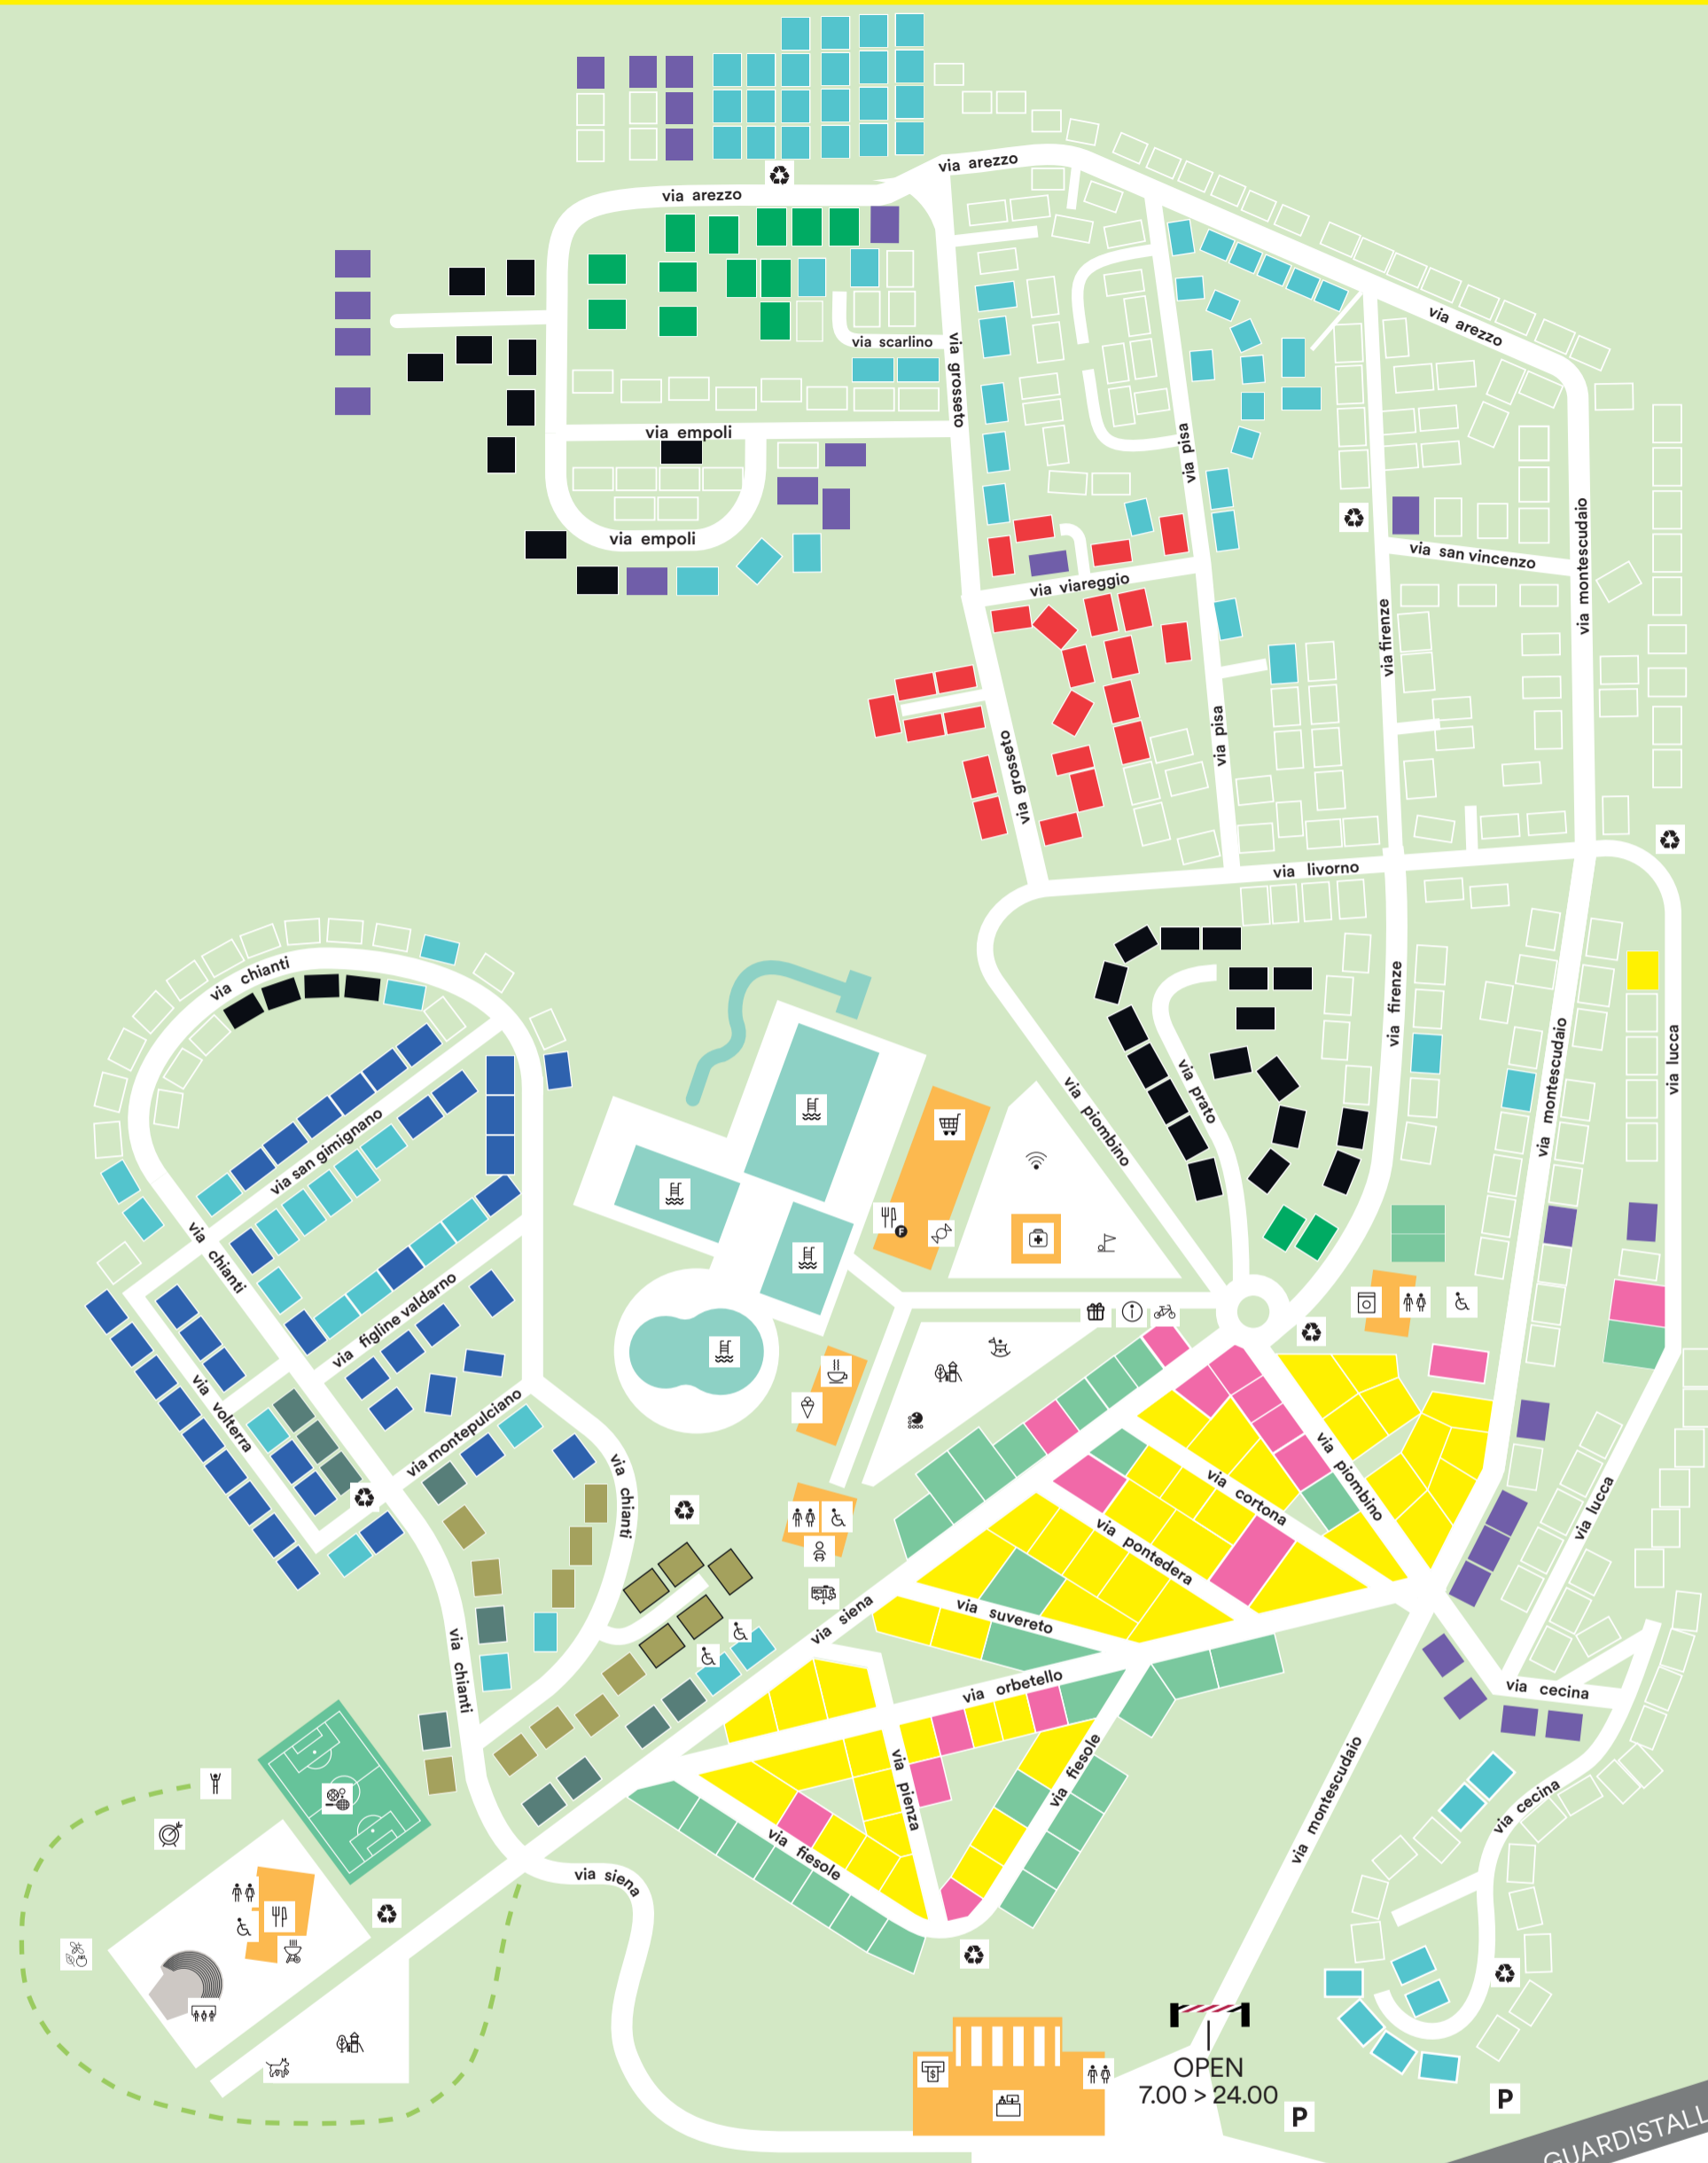 via arezzo
via arezzo
via arezzo
via scarlino
via grosseto
via empoli
via empoli
via pisa
via san vincenzo
via montescudaio
via viareggio
via firenze
via pisa
via grosseto
via livorno
via chianti
via firenze
via montescudaio
via lucca
via piombino
via prato
via san gimignano
via chianti
F
via figline valdarno
via volterra
via montepulciano
via chianti
via piombino
via cortona
via pontedera
via lucca
via siena
via suvereto
via chianti
via orbetello
via cecina
via pienza
via fiesole
via montescudaio
via cecina
via fiesole
via siena
$
OPEN
7.00 > 24.00
P
P
GUARDISTALL